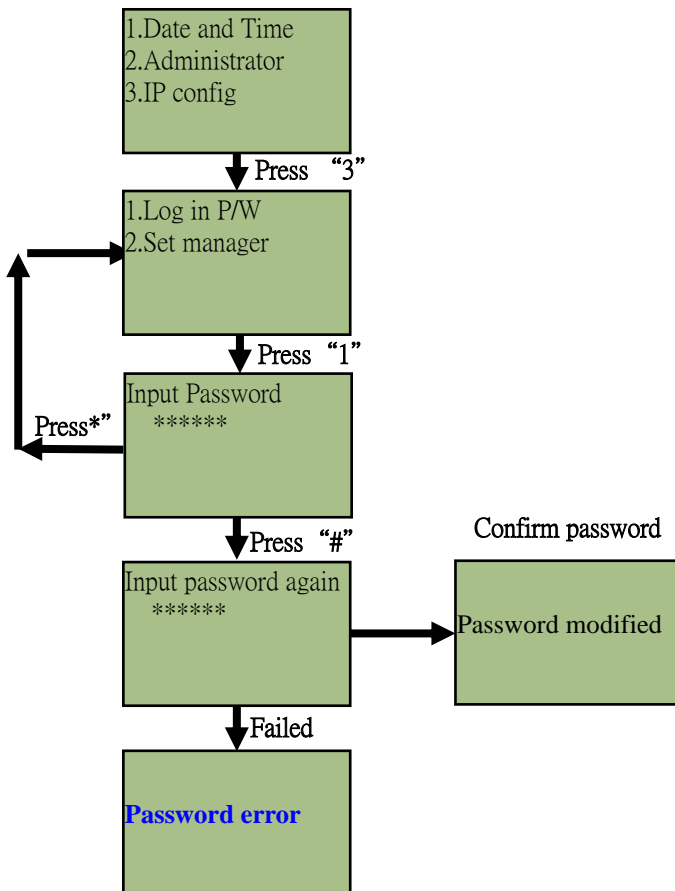 1.Date and Time
2.Administrator
3.IP config
Press “3”
1.Log in P/W
2.Set manager
Press “1”
Input Password
******
Press*”
Press “#”
Confirm password
Input password again
******
Password modified
Failed
Password error